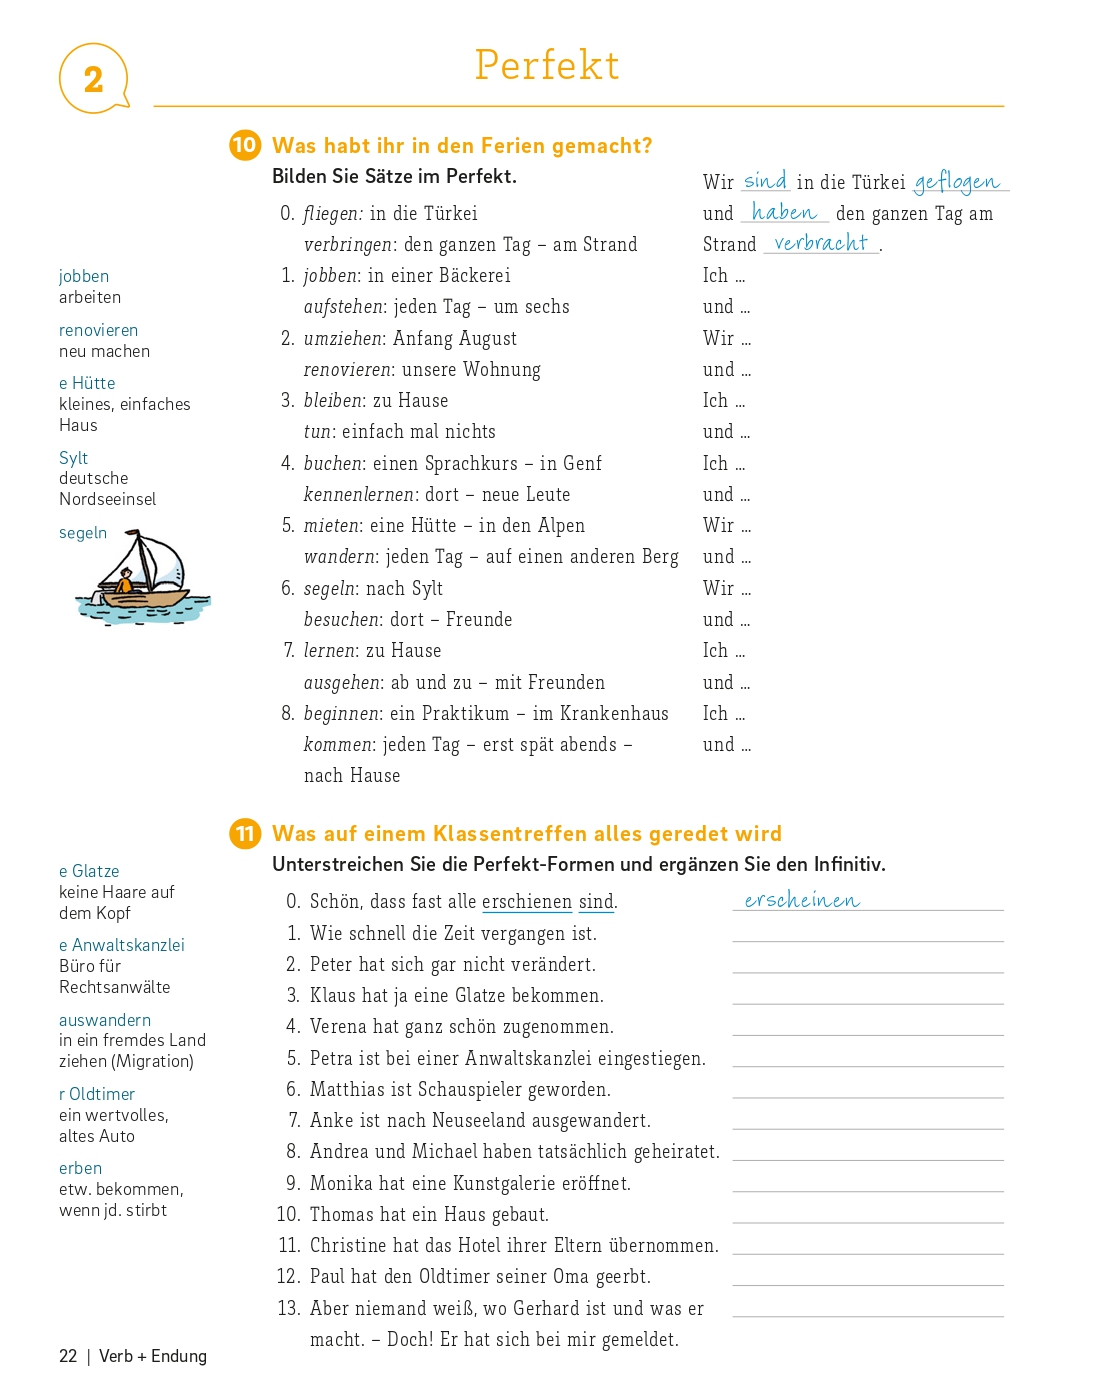 2
Perfekt
10 Was habt ihr in den Ferien gemacht?
Bilden Sie Sätze im Perfekt.
0. fliegen: in die Türkei
verbringen: den ganzen Tag – am Strand
1. jobben: in einer Bäckerei
aufstehen: jeden Tag – um sechs
2. umziehen: Anfang August
renovieren: unsere Wohnung
3. bleiben: zu Hause
tun: einfach mal nichts
4. buchen: einen Sprachkurs – in Genf
kennenlernen: dort – neue Leute
5. mieten: eine Hütte – in den Alpen
wandern: jeden Tag – auf einen anderen Berg
6. segeln: nach Sylt
besuchen: dort – Freunde
7. lernen: zu Hause
ausgehen: ab und zu – mit Freunden
8. beginnen: ein Praktikum – im Krankenhaus
kommen: jeden Tag – erst spät abends –
nach Hause
Wir sind in die Türkei geflogen
und haben den ganzen Tag am
Strand verbracht.
Ich ...
und ...
Wir ...
und ...
Ich ...
und ...
Ich ...
und ...
Wir ...
und ...
Wir ...
und ...
Ich ...
und ...
Ich ...
und ...
jobben
arbeiten
renovieren
neu machen
e Hütte
kleines, einfaches
Haus
Sylt
deutsche
Nordseeinsel
segeln
11 Was auf einem Klassentreffen alles geredet wird
Unterstreichen Sie die Perfekt-Formen und ergänzen Sie den Infinitiv.
0. Schön, dass fast alle erschienen sind. erscheinen
1. Wie schnell die Zeit vergangen ist.
2. Peter hat sich gar nicht verändert.
3. Klaus hat ja eine Glatze bekommen.
4. Verena hat ganz schön zugenommen.
5. Petra ist bei einer Anwaltskanzlei eingestiegen.
6. Matthias ist Schauspieler geworden.
7. Anke ist nach Neuseeland ausgewandert.
8. Andrea und Michael haben tatsächlich geheiratet.
9. Monika hat eine Kunstgalerie eröffnet.
10. Thomas hat ein Haus gebaut.
11. Christine hat das Hotel ihrer Eltern übernommen.
12. Paul hat den Oldtimer seiner Oma geerbt.
13. Aber niemand weiß, wo Gerhard ist und was er
macht. – Doch! Er hat sich bei mir gemeldet.
e Glatze
keine Haare auf
dem Kopf
e Anwaltskanzlei
Büro für
Rechtsanwälte
auswandern
in ein fremdes Land
ziehen (Migration)
r Oldtimer
ein wertvolles,
altes Auto
erben
etw. bekommen,
wenn jd. stirbt
22 | Verb + Endung